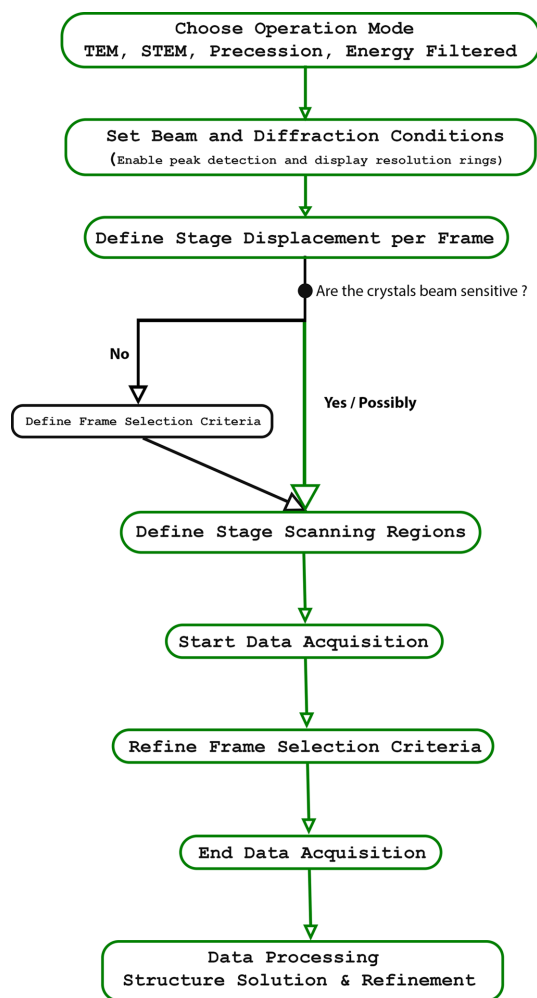 Choose Operation Mode
TEM, STEM, Precession, Energy Filtered
Set Beam and Diffraction Conditions
(Enable peak detection and display resolution rings)
Define Stage Displacement per Frame
Are the crystals beam sensitive ?
No
Yes / Possibly
Define Frame Selection Criteria
Define Stage Scanning Regions
Start Data Acquisition
Refine Frame Selection Criteria
End Data Acquisition
Data Processing
Structure Solution & Refinement